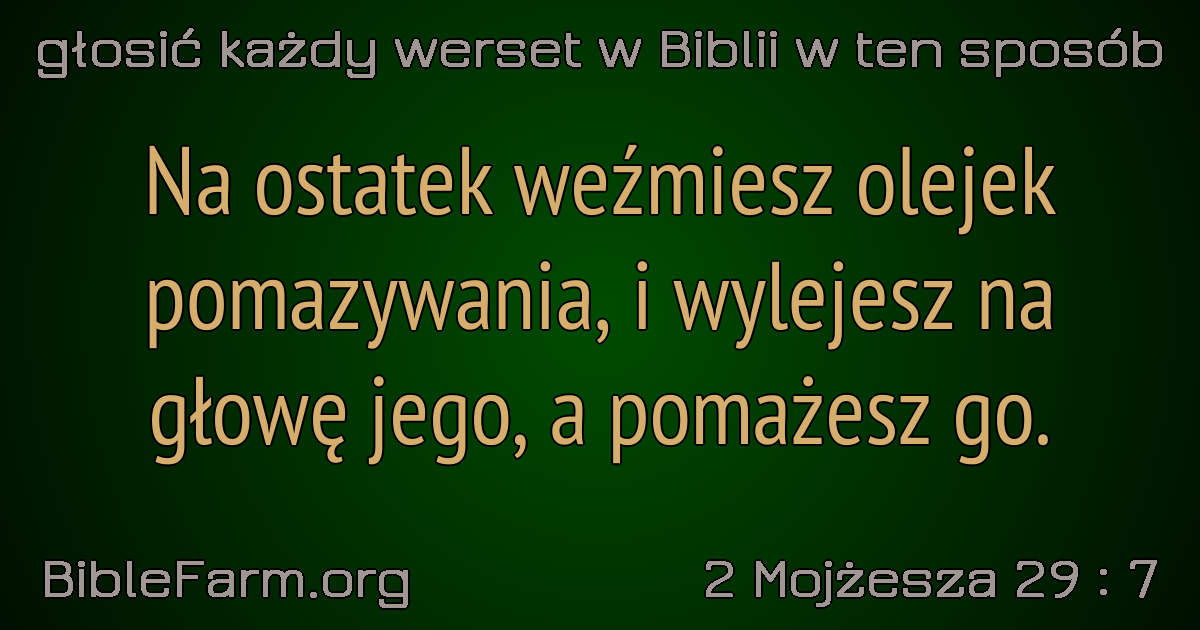 głosić każdy werset w Biblii w ten sposób
Na ostatek weźmiesz olejek
pomazywania, i wylejesz na
głowę jego, a pomażesz go.
BibleFarm.org
2 Mojżesza 29 : 7